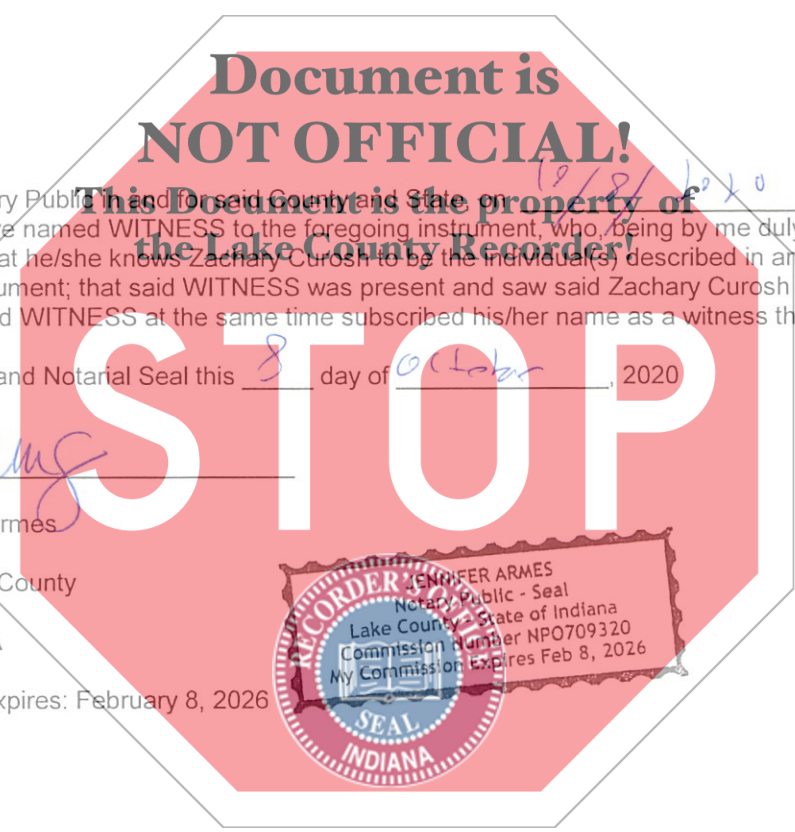 Document is
NOT OFFICIAL!
This Document is the property of
the Lake County Recorder!
ry Public in and for said County and State, on 10/8/2020
e named WITNESS to the foregoing instrument, who, being by me duly
at he/she knows Zachary Curosh to be the individual(s) described in an
ument; that said WITNESS was present and saw said Zachary Curosh
d WITNESS at the same time subscribed his/her name as a witness th
and Notarial Seal this 8 day of October, 2020
STOP
rmes
County
xpires: February 8, 2026
JENNIFER ARMES
Notary Public - Seal
Lake County - State of Indiana
Commission Number NP0709320
My Commission Expires Feb 8, 2026
RECORDER'S OFFICE
SEAL
INDIANA